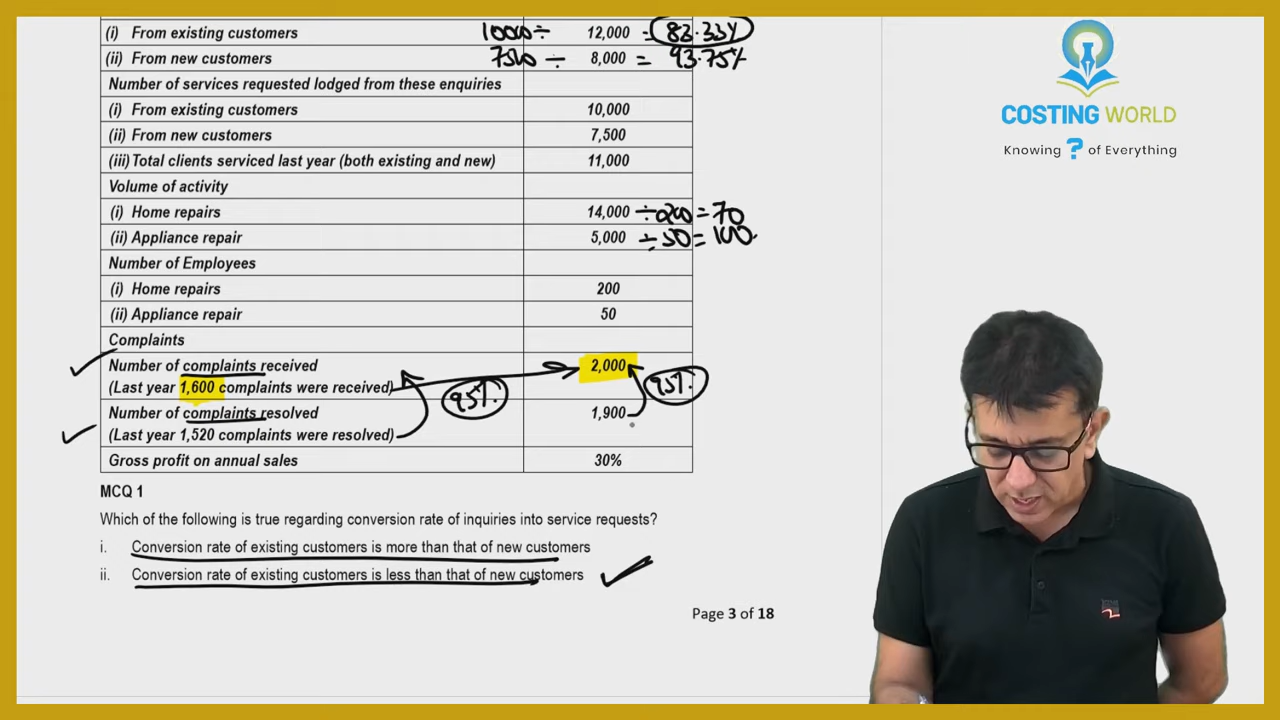 (i) From existing customers 10000 ÷ 12,000 = 83.33%
(ii) From new customers 7500 ÷ 8,000 = 93.75%
Number of services requested lodged from these enquiries
(i) From existing customers 10,000
(ii) From new customers 7,500
(iii) Total clients serviced last year (both existing and new) 11,000
Volume of activity
(i) Home repairs 14,000 ÷200 = 70
(ii) Appliance repair 5,000 ÷50 = 100
Number of Employees
(i) Home repairs 200
(ii) Appliance repair 50
Complaints
Number of complaints received 2,000
(Last year 1,600 complaints were received) 95% 95%
Number of complaints resolved 1,900
(Last year 1,520 complaints were resolved)
Gross profit on annual sales 30%
MCQ 1
Which of the following is true regarding conversion rate of inquiries into service requests?
i. Conversion rate of existing customers is more than that of new customers
ii. Conversion rate of existing customers is less than that of new customers
Page 3 of 18
COSTING WORLD
Knowing ? of Everything